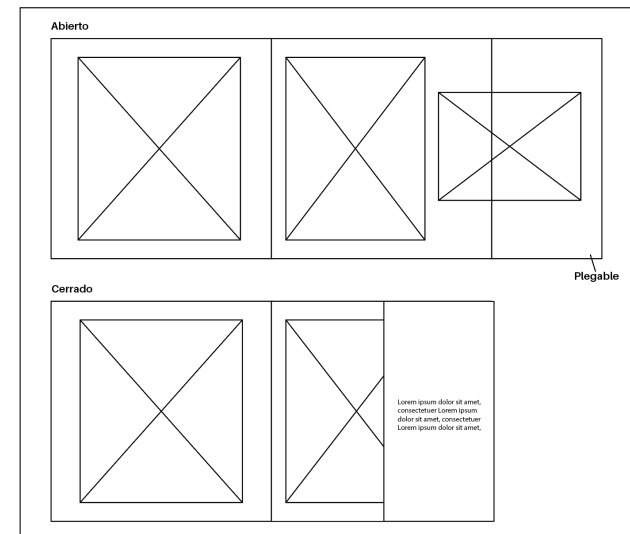 Abierto
Plegable
Cerrado
Lorem ipsum dolor sit amet,
consectetuer Lorem ipsum
dolor sit amet, consectetuer
Lorem ipsum dolor sit amet,